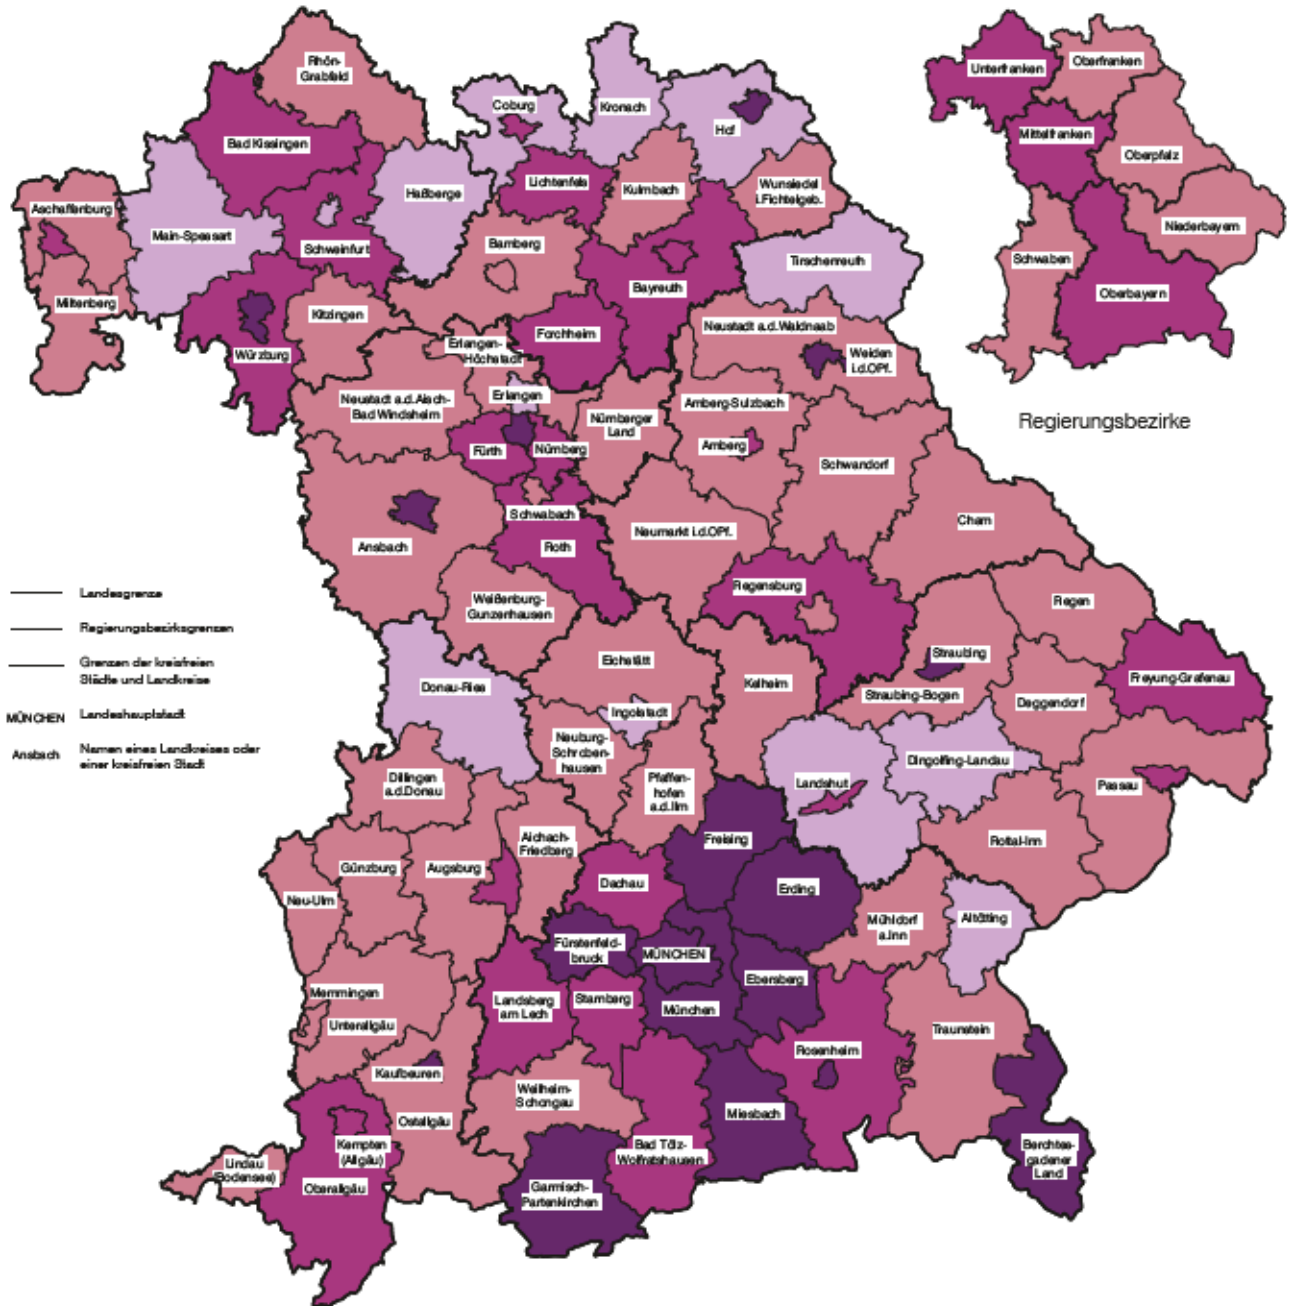 Rhön-
Grabfeld
Bad Kissingen
Coburg
Kronach
Hof
Unterfranken
Oberfranken
Mittelfranken
Oberpfalz
Niederbayern
Schwaben
Oberbayern
Regierungsbezirke
Aschaffenburg
Main-Spessart
Haßberge
Lichtenfels
Kulmbach
Wunsiedel
i.Fichtelgeb.
Schweinfurt
Bamberg
Tirschenreuth
Miltenberg
Bayreuth
Kitzingen
Würzburg
Forchheim
Neustadt a.d.Waldnaab
Erlangen-
Höchstadt
Weiden
i.d.OPf.
Neustadt a.d.Aisch-
Bad Windsheim
Erlangen
Nürnberger
Land
Amberg-Sulzbach
Fürth
Nürnberg
Amberg
Schwandorf
Schwabach
Cham
Ansbach
Roth
Neumarkt i.d.OPf.
Regensburg
Weißenburg-
Gunzenhausen
Regen
Landesgrenze
Regierungsbezirksgrenzen
Grenzen der kreisfreien
Städte und Landkreise
MÜNCHEN
Landeshauptstadt
Ansbach
Namen eines Landkreises oder
einer kreisfreien Stadt
Eichstätt
Straubing
Donau-Ries
Kelheim
Straubing-Bogen
Freyung-Grafenau
Deggendorf
Ingolstadt
Neuburg-
Schroben-
hausen
Dingolfing-Landau
Dillingen
a.d.Donau
Pfaffen-
hofen
a.d.Ilm
Landshut
Passau
Aichach-
Friedberg
Freising
Rottal-Inn
Günzburg
Augsburg
Neu-Ulm
Dachau
Erding
Mühldorf
a.Inn
Altötting
Fürstenfeld-
bruck
MÜNCHEN
Ebersberg
Memmingen
Unterallgäu
Landsberg
am Lech
Starnberg
München
Traunstein
Kaufbeuren
Rosenheim
Weilheim-
Schongau
Miesbach
Ostallgäu
Kempten
(Allgäu)
Bad Tölz-
Wolfratshausen
Berchtes-
gadener
Land
Lindau
(Bodensee)
Oberallgäu
Garmisch-
Partenkirchen